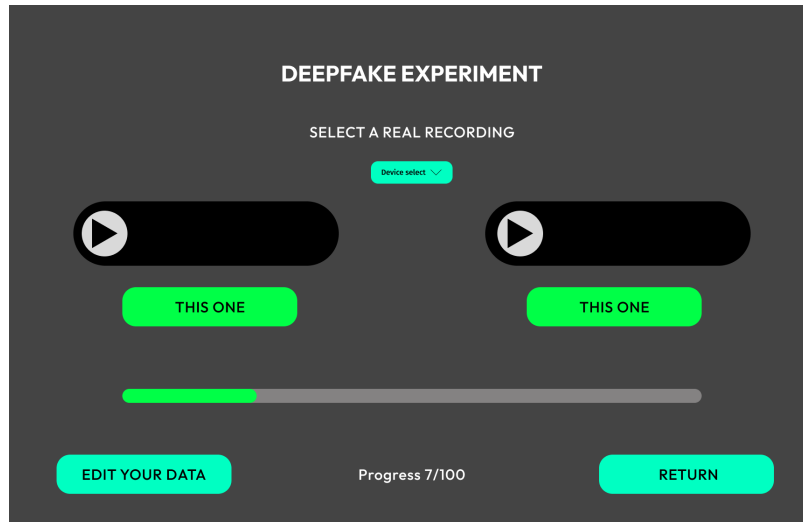 DEEPFAKE EXPERIMENT
SELECT A REAL RECORDING
Device select
THIS ONE
THIS ONE
EDIT YOUR DATA
Progress 7/100
RETURN